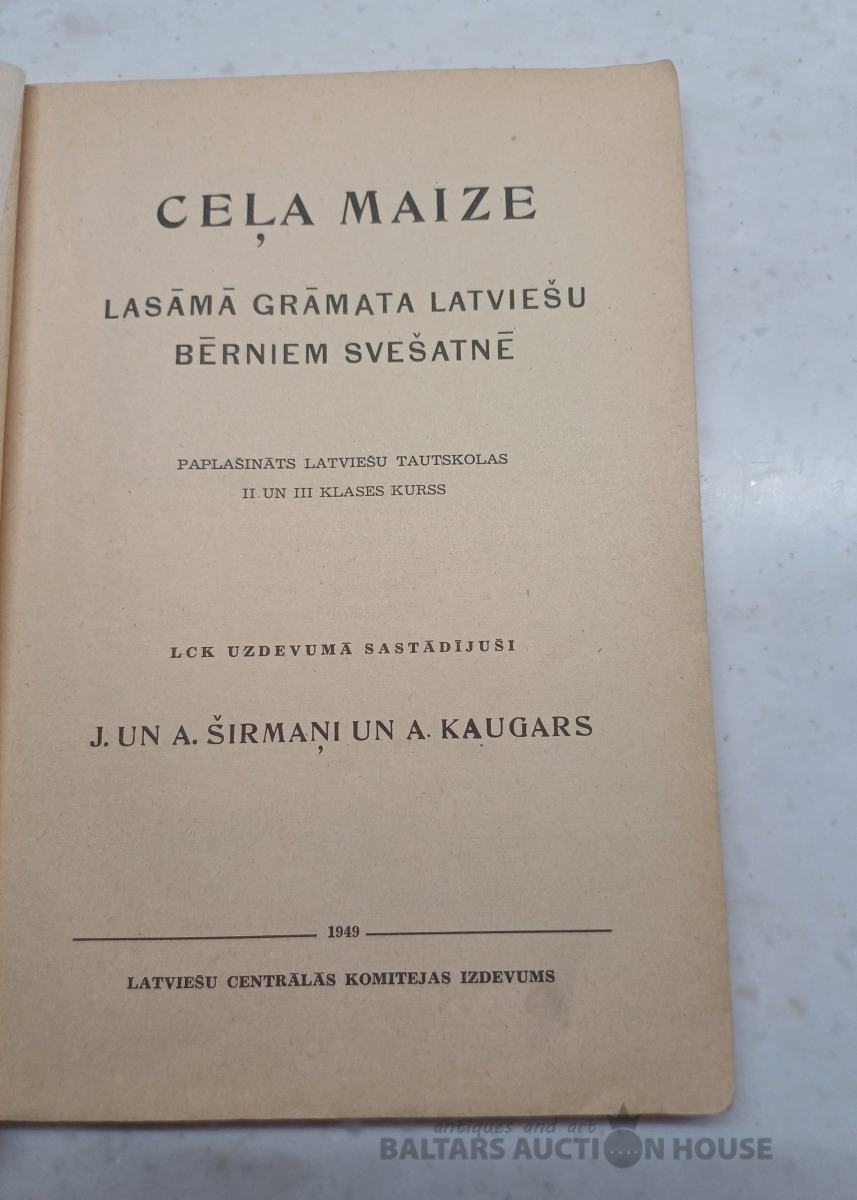 CEĻA MAIZE
LASĀMĀ GRĀMATA LATVIEŠU
BĒRNIEM SVEŠATNĒ
PAPLAŠINĀTS LATVIEŠU TAUTSKOLAS
II UN III KLASES KURSS
LCK UZDEVUMĀ SASTĀDĪJUŠI
J. UN A. ŠIRMAŅI UN A. KAUGARS
1949
LATVIEŠU CENTRĀLĀS KOMITEJAS IZDEVUMS
antiques and art
BALTARS AUCTION HOUSE